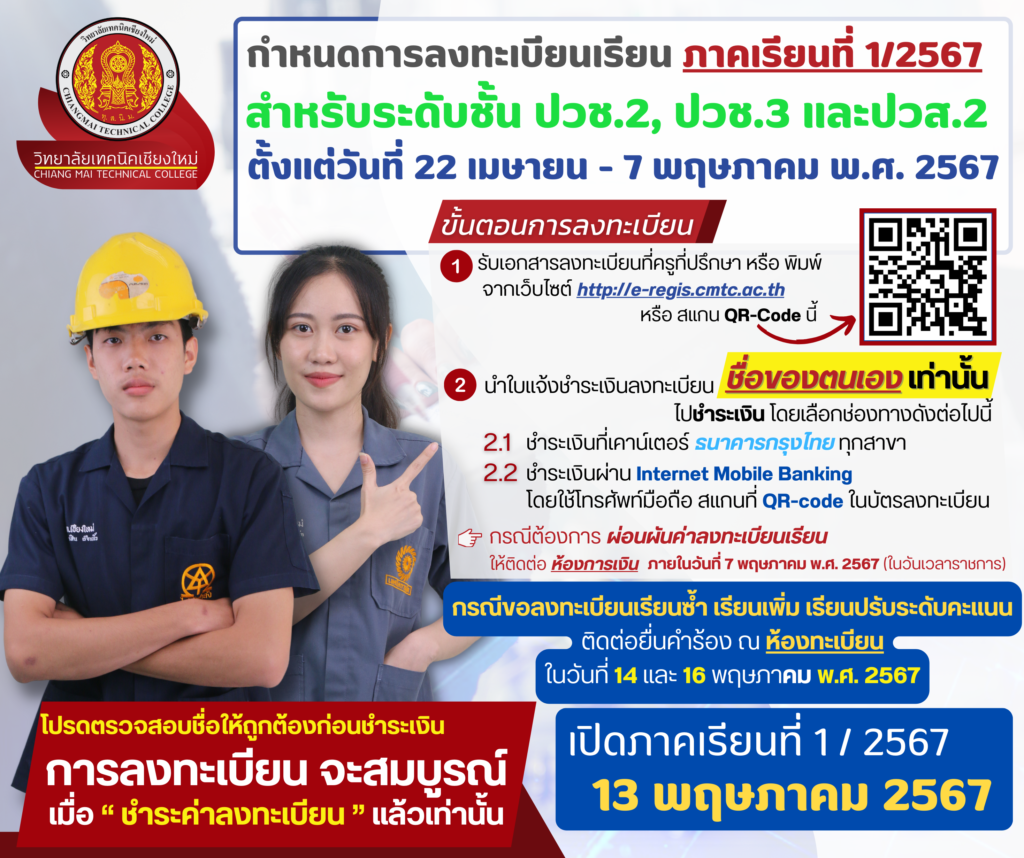 วิทยาลัยเทคนิคเชียงใหม่
CHIANGMAI TECHNICAL COLLEGE
วิทยาลัยเทคนิคเชียงใหม่
CHIANG MAI TECHNICAL COLLEGE
กำหนดการลงทะเบียนเรียน ภาคเรียนที่ 1/2567
สำหรับระดับชั้น ปวช.2, ปวช.3 และปวส.2
ตั้งแต่วันที่ 22 เมษายน - 7 พฤษภาคม พ.ศ. 2567
ขั้นตอนการลงทะเบียน
1 รับเอกสารลงทะเบียนที่ครูที่ปรึกษา หรือ พิมพ์
จากเว็บไซต์ http://e-regis.cmtc.ac.th
หรือ สแกน QR-Code นี้
2 นำใบแจ้งชำระเงินลงทะเบียน ชื่อของตนเอง เท่านั้น
ไปชำระเงิน โดยเลือกช่องทางดังต่อไปนี้
2.1 ชำระเงินที่เคาน์เตอร์ ธนาคารกรุงไทย ทุกสาขา
2.2 ชำระเงินผ่าน Internet Mobile Banking
โดยใช้โทรศัพท์มือถือ สแกนที่ QR-code ในบัตรลงทะเบียน
กรณีต้องการ ผ่อนผันค่าลงทะเบียนเรียน
ให้ติดต่อ ห้องการเงิน ภายในวันที่ 7 พฤษภาคม พ.ศ. 2567 (ในวันเวลาราชการ)
กรณีขอลงทะเบียนเรียนซ้ำ เรียนเพิ่ม เรียนปรับระดับคะแนน
ติดต่อยื่นคำร้อง ณ ห้องทะเบียน
ในวันที่ 14 และ 16 พฤษภาคม พ.ศ. 2567
โปรดตรวจสอบชื่อให้ถูกต้องก่อนชำระเงิน
การลงทะเบียน จะสมบูรณ์
เมื่อ “ ชำระค่าลงทะเบียน ” แล้วเท่านั้น
เปิดภาคเรียนที่ 1 / 2567
13 พฤษภาคม 2567